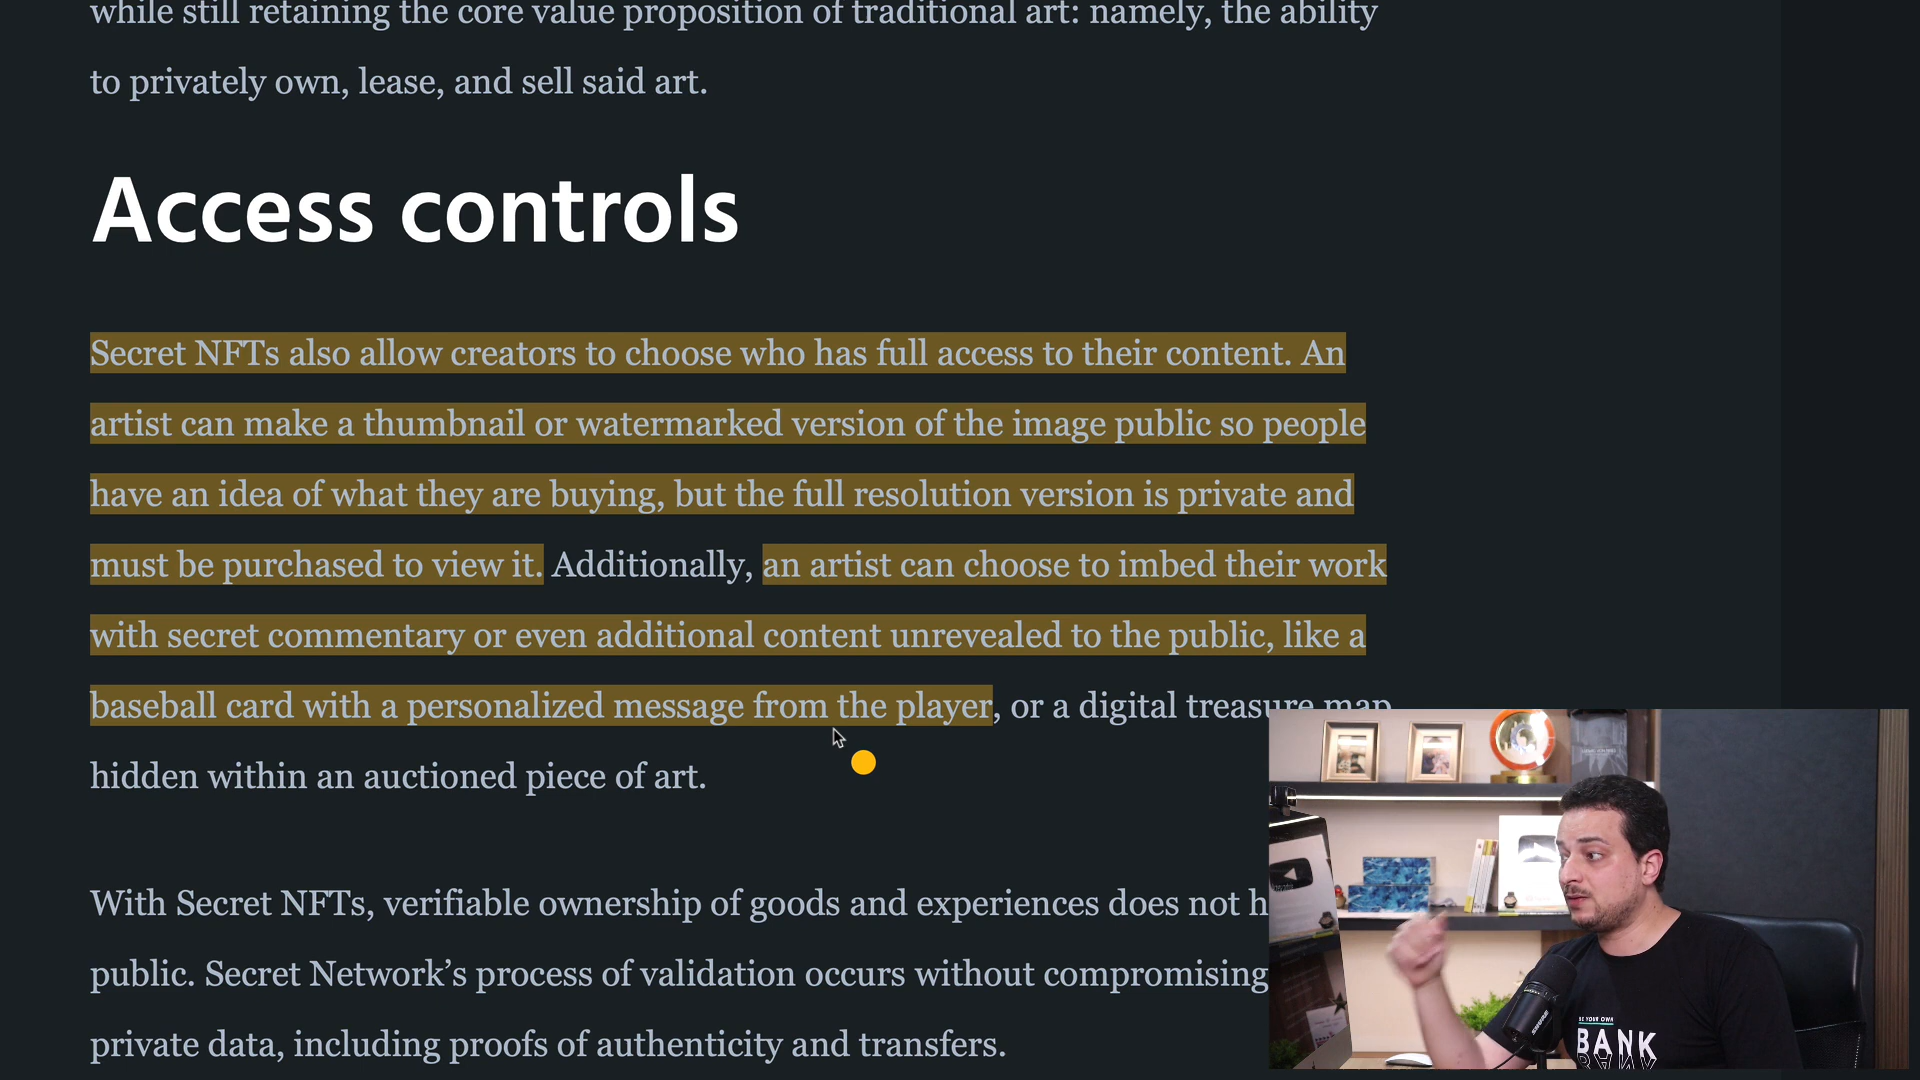 while still retaining the core value proposition of traditional art: namely, the ability
to privately own, lease, and sell said art.
Access controls
Secret NFTs also allow creators to choose who has full access to their content. An
artist can make a thumbnail or watermarked version of the image public so people
have an idea of what they are buying, but the full resolution version is private and
must be purchased to view it. Additionally, an artist can choose to imbed their work
with secret commentary or even additional content unrevealed to the public, like a
baseball card with a personalized message from the player, or a digital treasure map
hidden within an auctioned piece of art.
With Secret NFTs, verifiable ownership of goods and experiences does not h
public. Secret Network’s process of validation occurs without compromising
private data, including proofs of authenticity and transfers.
SHURE
BE YOUR OWN
BANK